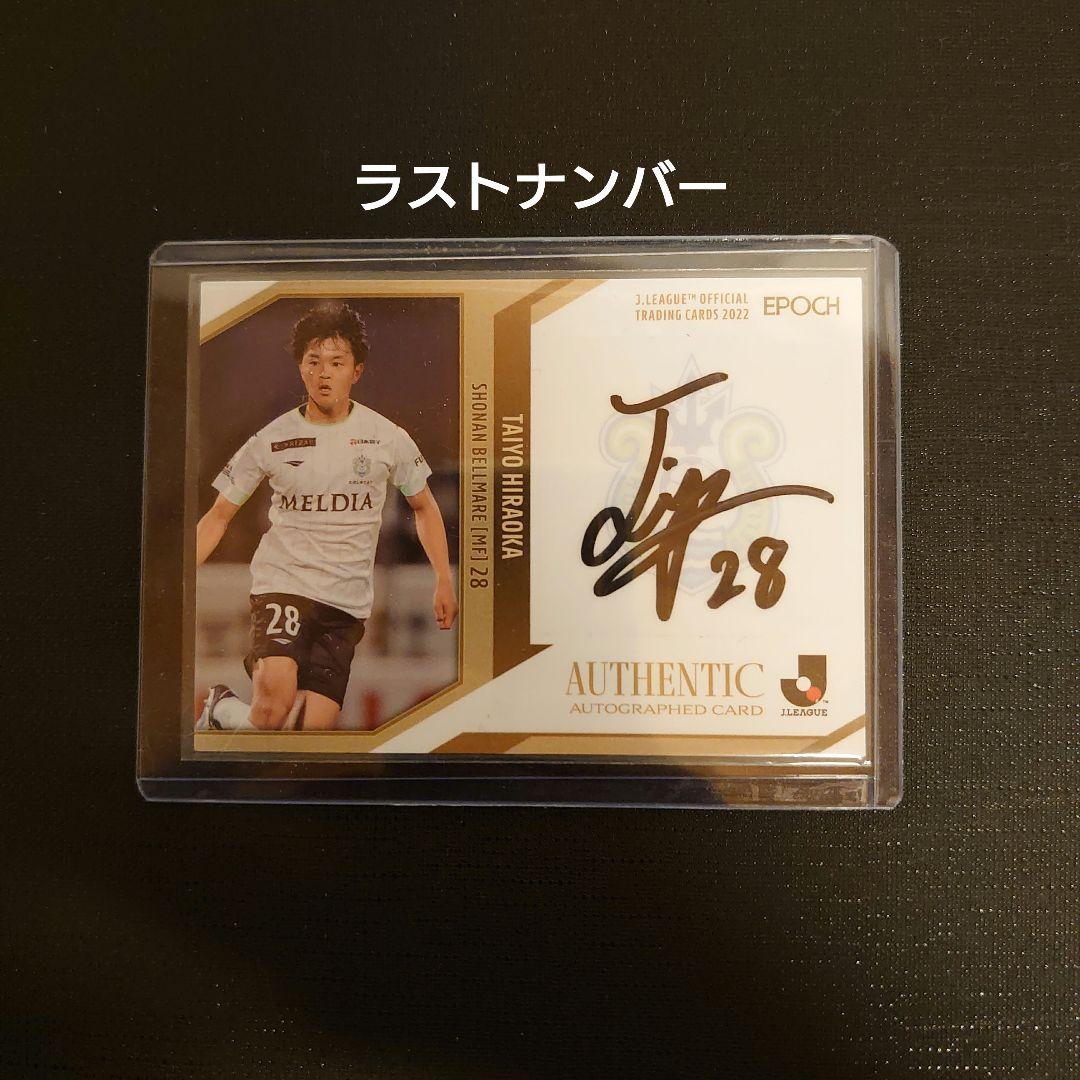 ラストナンバー
J.LEAGUE™ OFFICIAL
TRADING CARDS 2022
EPOCH
TAIYO HIRAOKA
SHONAN BELLMARE [MF] 28
MELDIA
28
28
AUTHENTIC
AUTOGRAPHED CARD
J.LEAGUE